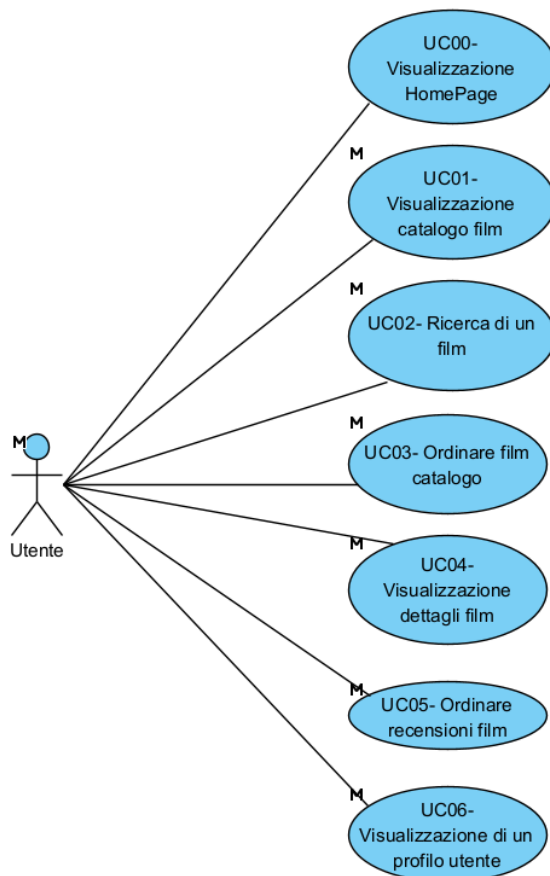 UC00-
Visualizzazione
HomePage
M
UC01-
Visualizzazione
catalogo film
M
UC02- Ricerca di un
film
M
UC03- Ordinare film
catalogo
M
Utente
M
UC04-
Visualizzazione
dettagli film
M
UC05- Ordinare
recensioni film
M
UC06-
Visualizzazione di un
profilo utente